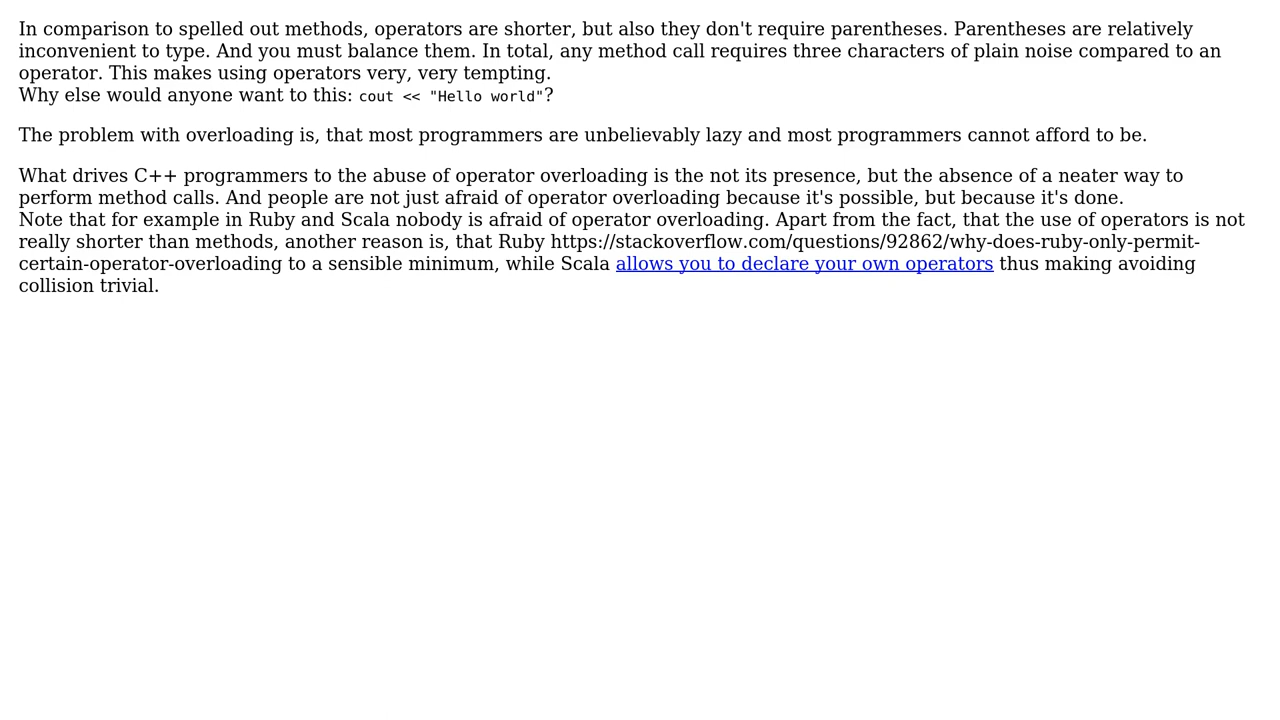 In comparison to spelled out methods, operators are shorter, but also they don't require parentheses. Parentheses are relatively
inconvenient to type. And you must balance them. In total, any method call requires three characters of plain noise compared to an
operator. This makes using operators very, very tempting.
Why else would anyone want to this: cout << "Hello world"?
The problem with overloading is, that most programmers are unbelievably lazy and most programmers cannot afford to be.
What drives C++ programmers to the abuse of operator overloading is the not its presence, but the absence of a neater way to
perform method calls. And people are not just afraid of operator overloading because it's possible, but because it's done.
Note that for example in Ruby and Scala nobody is afraid of operator overloading. Apart from the fact, that the use of operators is not
really shorter than methods, another reason is, that Ruby https://stackoverflow.com/questions/92862/why-does-ruby-only-permit-
certain-operator-overloading to a sensible minimum, while Scala allows you to declare your own operators thus making avoiding
collision trivial.